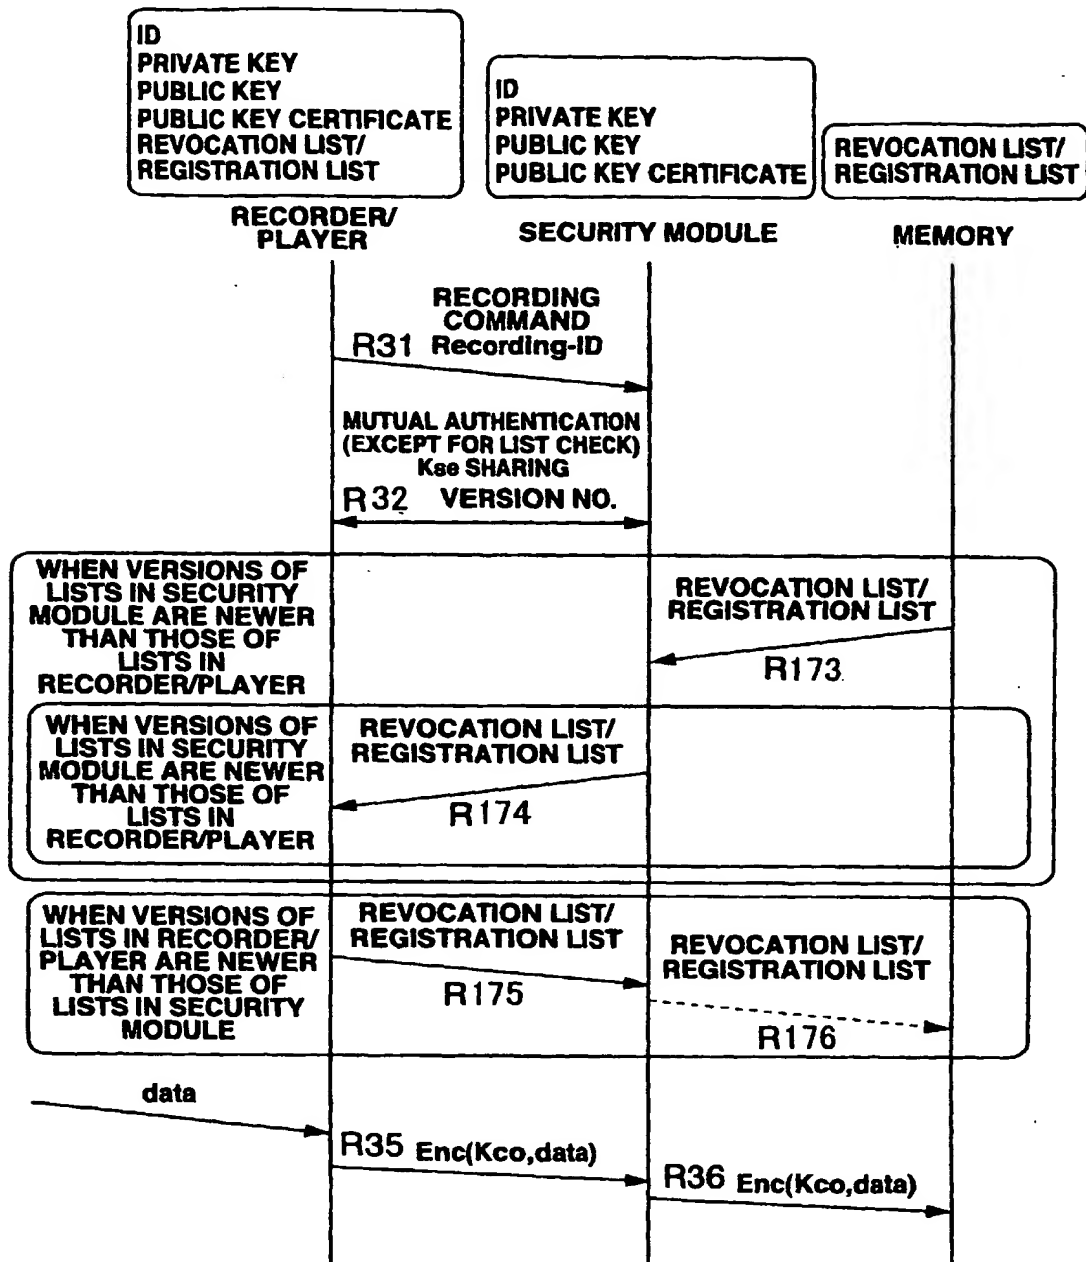 ID
PRIVATE KEY
PUBLIC KEY
PUBLIC KEY CERTIFICATE
REVOCATION LIST/
REGISTRATION LIST
RECORDER/
PLAYER
ID
PRIVATE KEY
PUBLIC KEY
PUBLIC KEY CERTIFICATE
SECURITY MODULE
REVOCATION LIST/
REGISTRATION LIST
MEMORY
RECORDING
COMMAND
R31 Recording-ID
MUTUAL AUTHENTICATION
(EXCEPT FOR LIST CHECK)
Kse SHARING
R32 VERSION NO.
WHEN VERSIONS OF
LISTS IN SECURITY
MODULE ARE NEWER
THAN THOSE OF
LISTS IN
RECORDER/PLAYER
REVOCATION LIST/
REGISTRATION LIST
R173
WHEN VERSIONS OF
LISTS IN SECURITY
MODULE ARE NEWER
THAN THOSE OF
LISTS IN
RECORDER/PLAYER
REVOCATION LIST/
REGISTRATION LIST
R174
WHEN VERSIONS OF
LISTS IN RECORDER/
PLAYER ARE NEWER
THAN THOSE OF
LISTS IN SECURITY
MODULE
REVOCATION LIST/
REGISTRATION LIST
R175
REVOCATION LIST/
REGISTRATION LIST
R176
data
R35 Enc(Kco,data)
R36 Enc(Kco,data)